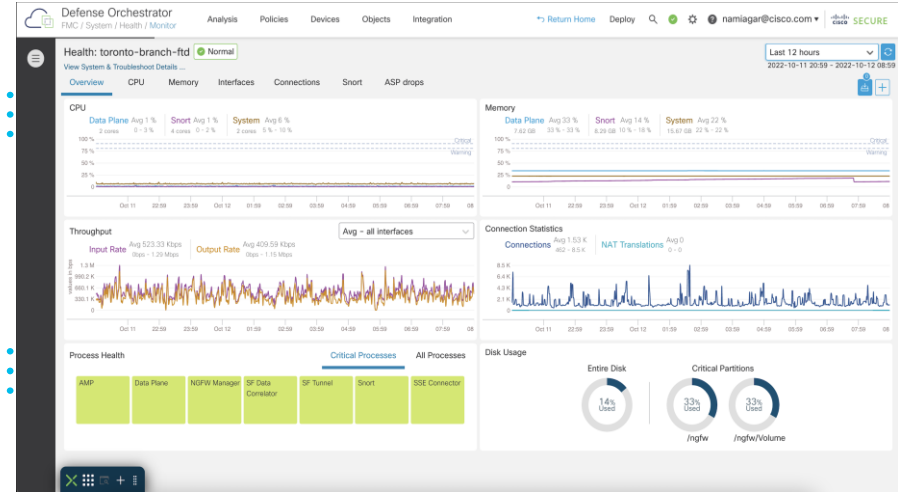 Defense Orchestrator
FMC / System / Health / Monitor
Analysis Policies Devices Objects Integration
Return Home Deploy
namiagar@cisco.com
cisco SECURE
Health: toronto-branch-ftd Normal
View System & Troubleshoot Details ...
Last 12 hours
2022-10-11 20:59 - 2022-10-12 08:59
Overview CPU Memory Interfaces Connections Snort ASP drops
CPU
Data Plane Avg 1 % Snort Avg 1 % System Avg 6 %
2 cores 0 - 3 % 4 cores 0 - 2 % 2 cores 5 % - 10 %
100 % Critical
75 % Warning
50 %
25 %
0
Oct 11 22:59 23:59 Oct 12 01:59 02:59 03:59 04:59 05:59 06:59 07:59 08
Memory
Data Plane Avg 33 % Snort Avg 14 % System Avg 22 %
7.62 GB 33 % - 33 % 8.29 GB 10 % - 18 % 15.67 GB 22 % - 22 %
100 % Critical
75 % Warning
50 %
25 %
0
Oct 11 22:59 23:59 Oct 12 01:59 02:59 03:59 04:59 05:59 06:59 07:59 08
Throughput
Avg - all interfaces
Input Rate Avg 523.33 Kbps Output Rate Avg 409.59 Kbps
0bps - 1.20 Mbps 0bps - 1.15 Mbps
values in bps
1.3 M
990.2 K
660.1 K
330.1 K
0
Oct 11 22:59 23:59 Oct 12 01:59 02:59 03:59 04:59 05:59 06:59 07:59 08
Connection Statistics
Connections Avg 1.53 K NAT Translations Avg 0
452 - 8.5 K 0 - 0
8.5 K
6.4 K
4.3 K
2.1 K
0
Oct 11 22:59 23:59 Oct 12 01:59 02:59 03:59 04:59 05:59 06:59 07:59 08
Process Health
Critical Processes All Processes
AMP Data Plane NGFW Manager SF Data Correlator SF Tunnel Snort SSE Connector
Disk Usage
Entire Disk Critical Partitions
14% Used 33% Used 33% Used
/ngfw /ngfw/Volume